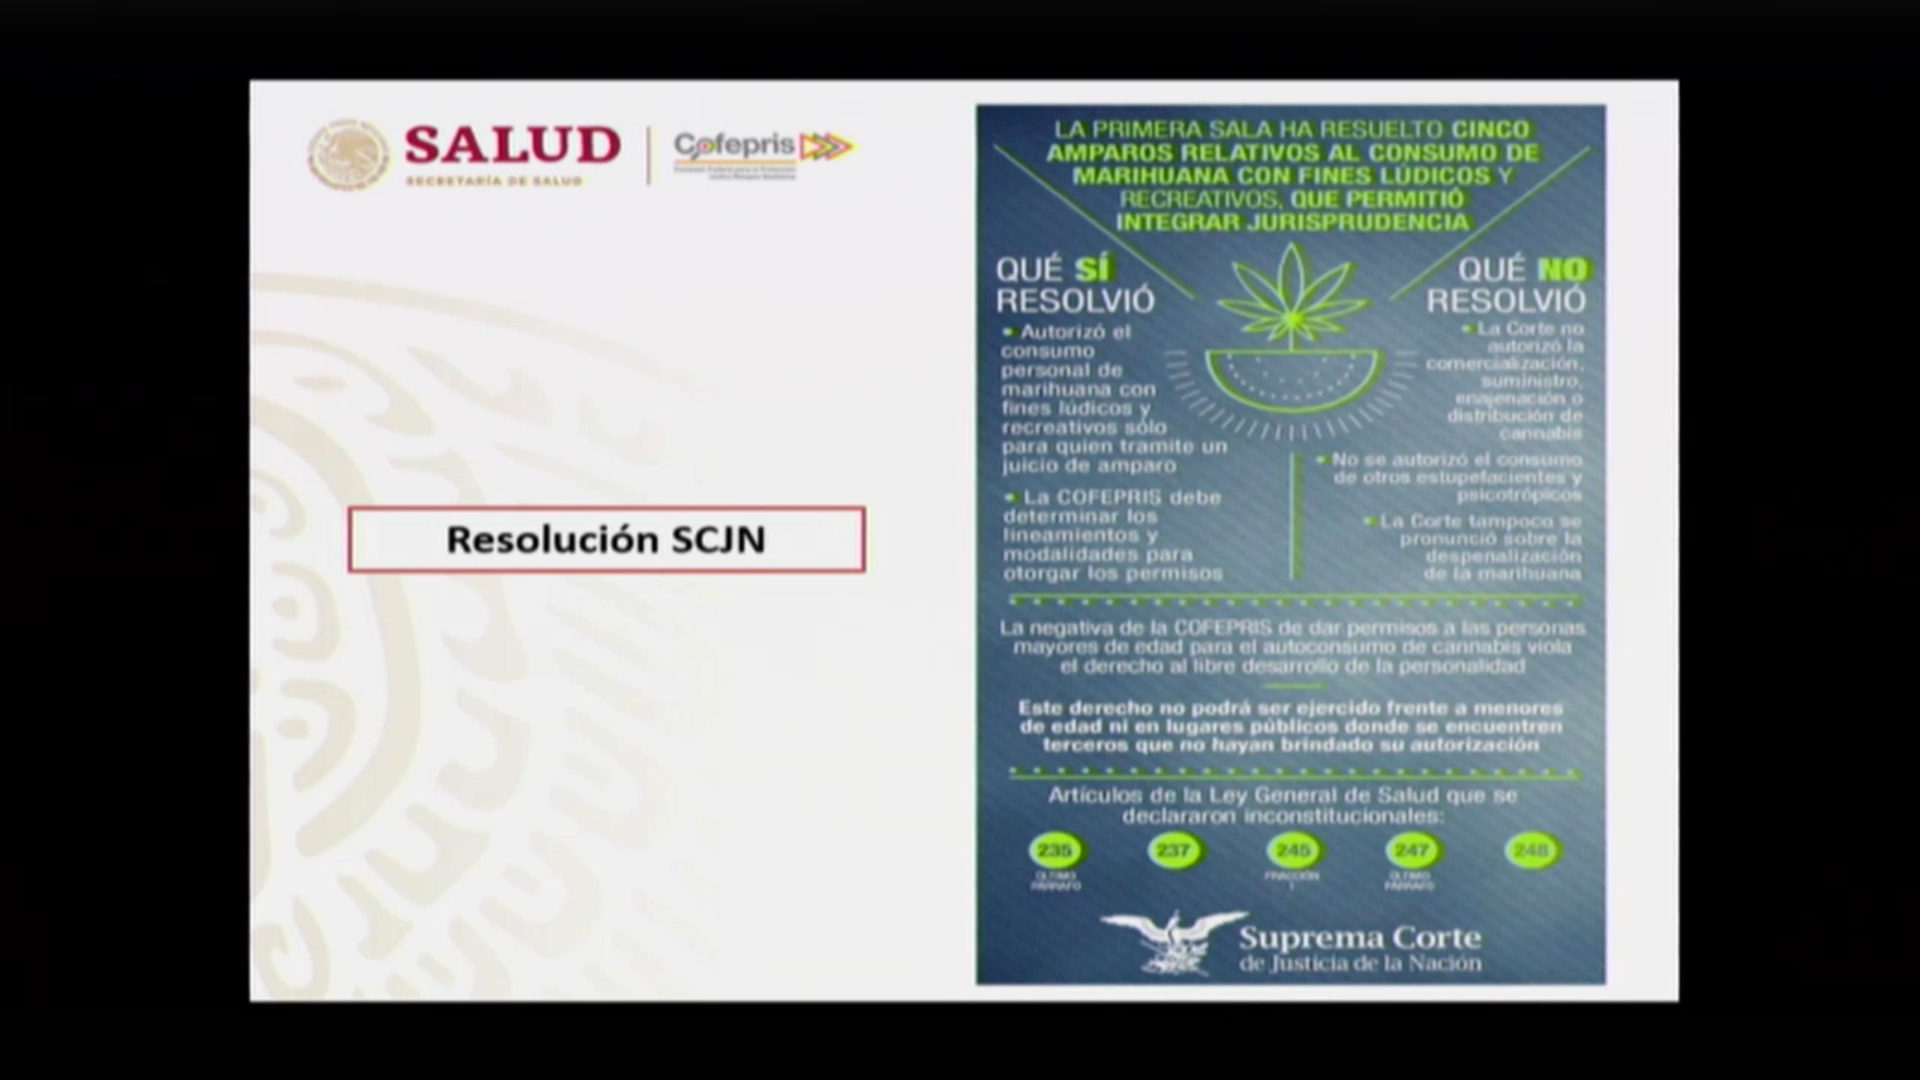 SALUD
SECRETARÍA DE SALUD
Cofepris
Resolución SCJN
LA PRIMERA SALA HA RESUELTO CINCO
AMPAROS RELATIVOS AL CONSUMO DE
MARIHUANA CON FINES LÚDICOS Y
RECREATIVOS, QUE PERMITIÓ
INTEGRAR JURISPRUDENCIA
QUÉ SÍ
RESOLVIÓ
• Autorizó el
consumo
personal de
marihuana con
fines lúdicos y
recreativos sólo
para quien tramite un
juicio de amparo
• La COFEPRIS debe
determinar los
lineamientos y
modalidades para
otorgar los permisos
QUÉ NO
RESOLVIÓ
• La Corte no
autorizó la
comercialización,
suministro,
enajenación o
distribución de
cannabis
• No se autorizó el consumo
de otros estupefacientes y
psicotrópicos
• La Corte tampoco se
pronunció sobre la
despenalización
de la marihuana
La negativa de la COFEPRIS de dar permisos a las personas
mayores de edad para el autoconsumo de cannabis viola
el derecho al libre desarrollo de la personalidad
Este derecho no podrá ser ejercido frente a menores
de edad ni en lugares públicos donde se encuentren
terceros que no hayan brindado su autorización
Artículos de la Ley General de Salud que se
declararon inconstitucionales:
235 237 245 247 248
ÚLTIMO PÁRRAFO
FRACCIÓN I
ÚLTIMO PÁRRAFO
Suprema Corte
de Justicia de la Nación